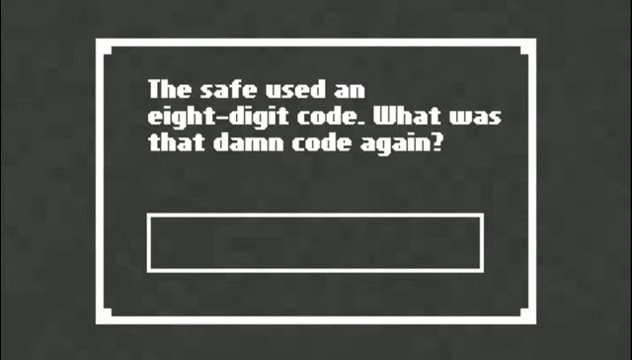 The safe used an
eight-digit code. What was
that damn code again?